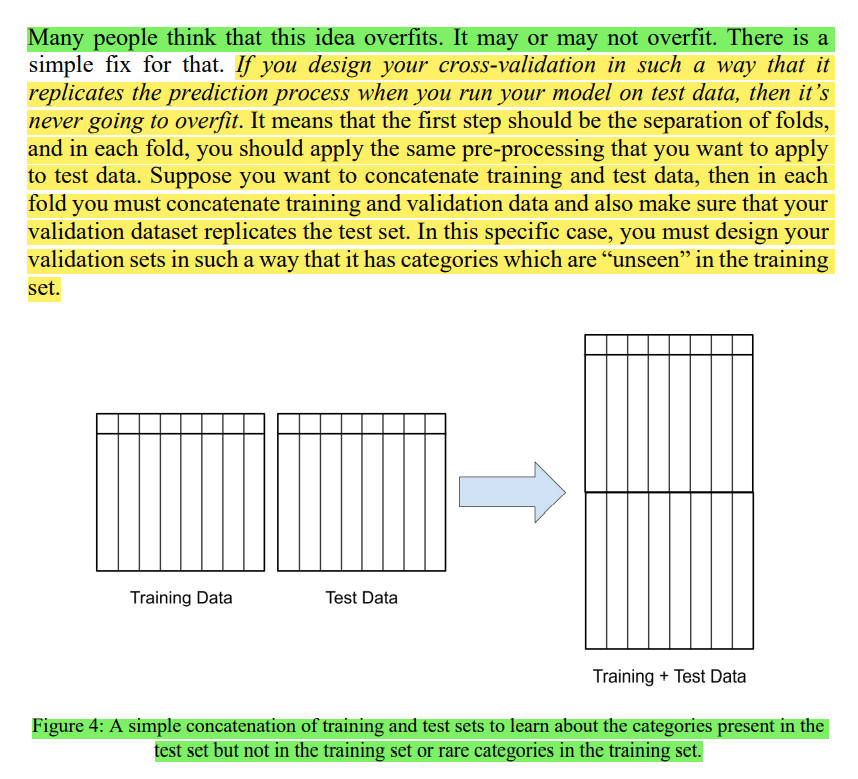 Many people think that this idea overfits. It may or may not overfit. There is a
simple fix for that. If you design your cross-validation in such a way that it
replicates the prediction process when you run your model on test data, then it’s
never going to overfit. It means that the first step should be the separation of folds,
and in each fold, you should apply the same pre-processing that you want to apply
to test data. Suppose you want to concatenate training and test data, then in each
fold you must concatenate training and validation data and also make sure that your
validation dataset replicates the test set. In this specific case, you must design your
validation sets in such a way that it has categories which are “unseen” in the training
set.
Training Data
Test Data
Training + Test Data
Figure 4: A simple concatenation of training and test sets to learn about the categories present in the
test set but not in the training set or rare categories in the training set.